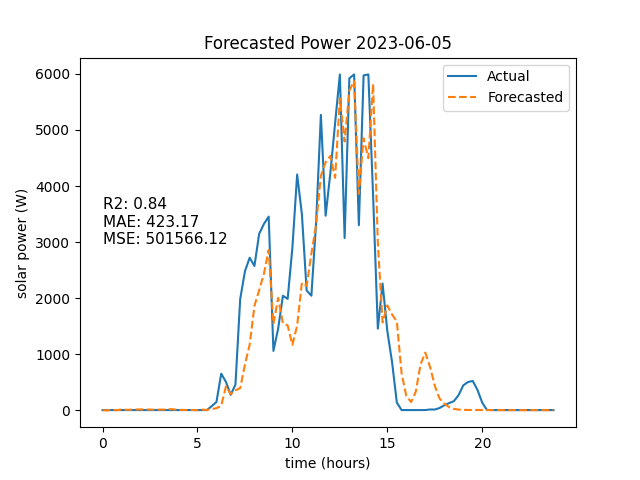 Forecasted Power 2023-06-05
Actual
Forecasted
R2: 0.84
MAE: 423.17
MSE: 501566.12
solar power (W)
6000
5000
4000
3000
2000
1000
0
0 5 10 15 20
time (hours)